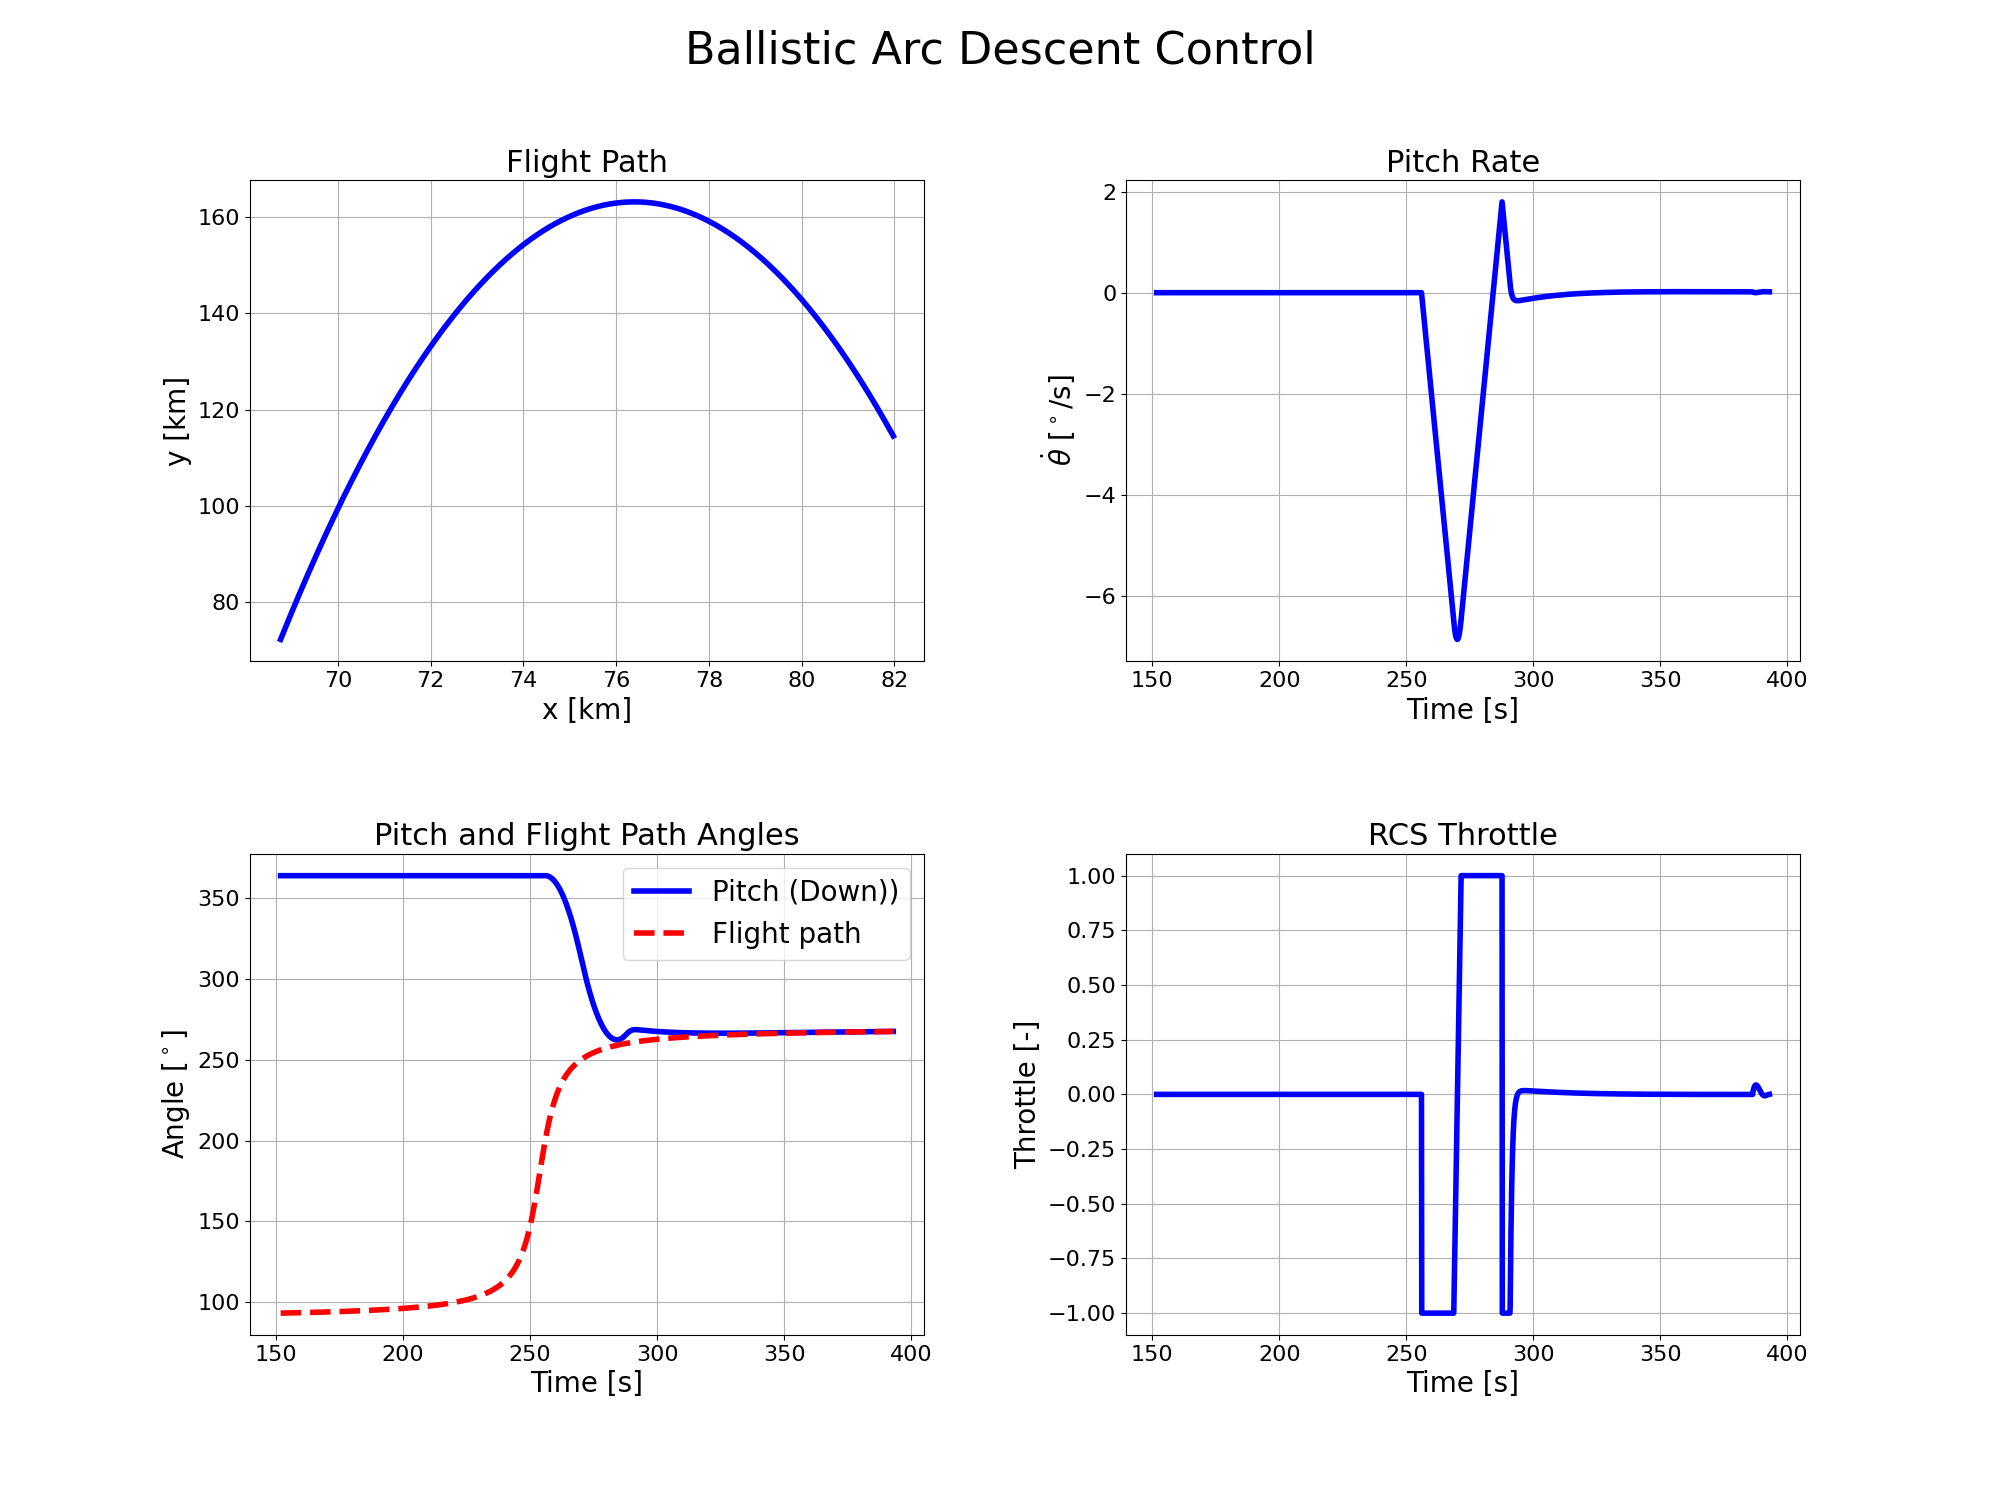 Ballistic Arc Descent Control
Flight Path
160
140
120
100
80
y [km]
70 72 74 76 78 80 82
x [km]
Pitch Rate
2
0
−2
−4
−6
θ̇ [°/s]
150 200 250 300 350 400
Time [s]
Pitch and Flight Path Angles
350
300
250
200
150
100
Angle [°]
Pitch (Down))
Flight path
150 200 250 300 350 400
Time [s]
RCS Throttle
1.00
0.75
0.50
0.25
0.00
−0.25
−0.50
−0.75
−1.00
Throttle [-]
150 200 250 300 350 400
Time [s]